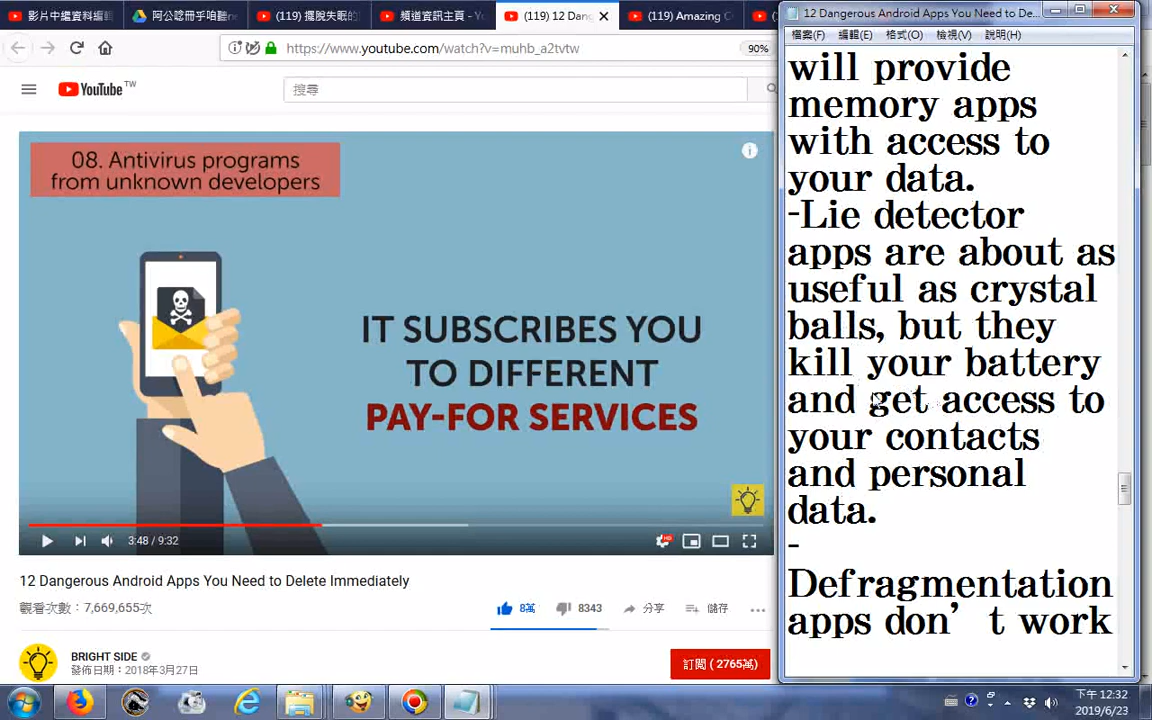 影片中編資料編
阿公唸冊乎咱聽
(119) 擺脫失眠的
頻道資訊主頁 - Yo
(119) 12 Dang
(119) Amazing C
https://www.youtube.com/watch?v=muhb_a2tvtw
90%
YouTube TW
搜尋
08. Antivirus programs
from unknown developers
IT SUBSCRIBES YOU
TO DIFFERENT
PAY-FOR SERVICES
3:48 / 9:32
HD
12 Dangerous Android Apps You Need to Delete Immediately
觀看次數：7,669,655次
8萬
8343
分享
儲存
BRIGHT SIDE
發佈日期：2018年3月27日
訂閱 (2765萬)
12 Dangerous Android Apps You Need to De...
檔案(F) 編輯(E) 格式(O) 檢視(V) 說明(H)
will provide
memory apps
with access to
your data.
-Lie detector
apps are about as
useful as crystal
balls, but they
kill your battery
and get access to
your contacts
and personal
data.
-
Defragmentation
apps don’t work
下午 12:32
2019/6/23